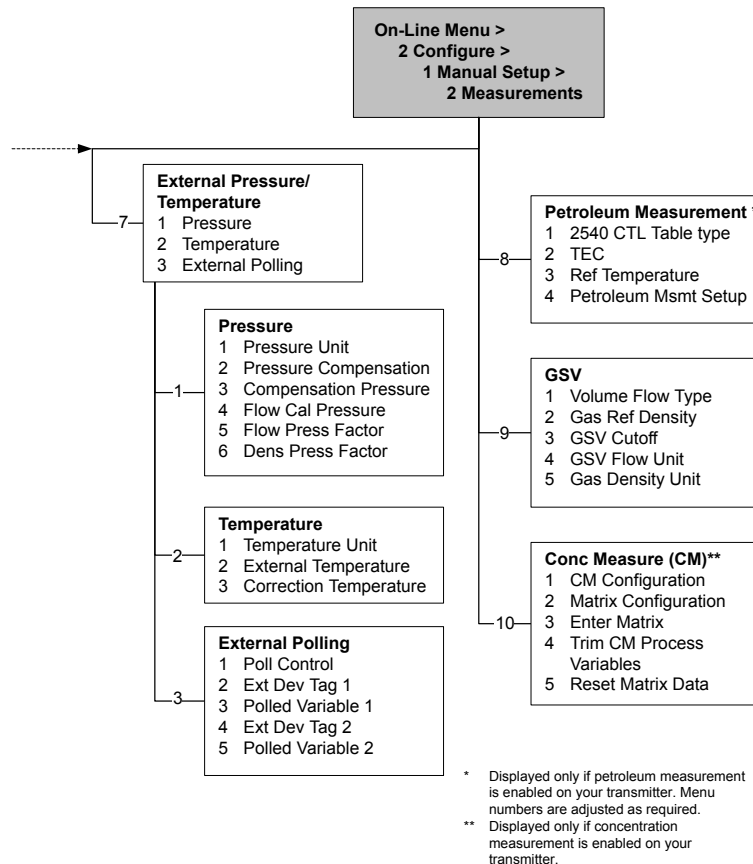 On-Line Menu >
2 Configure >
1 Manual Setup >
2 Measurements
7
External Pressure/
Temperature
1 Pressure
2 Temperature
3 External Polling
1
Pressure
1 Pressure Unit
2 Pressure Compensation
3 Compensation Pressure
4 Flow Cal Pressure
5 Flow Press Factor
6 Dens Press Factor
2
Temperature
1 Temperature Unit
2 External Temperature
3 Correction Temperature
3
External Polling
1 Poll Control
2 Ext Dev Tag 1
3 Polled Variable 1
4 Ext Dev Tag 2
5 Polled Variable 2
8
Petroleum Measurement *
1 2540 CTL Table type
2 TEC
3 Ref Temperature
4 Petroleum Msmt Setup
9
GSV
1 Volume Flow Type
2 Gas Ref Density
3 GSV Cutoff
4 GSV Flow Unit
5 Gas Density Unit
10
Conc Measure (CM)**
1 CM Configuration
2 Matrix Configuration
3 Enter Matrix
4 Trim CM Process
Variables
5 Reset Matrix Data
* Displayed only if petroleum measurement
is enabled on your transmitter. Menu
numbers are adjusted as required.
** Displayed only if concentration
measurement is enabled on your
transmitter.